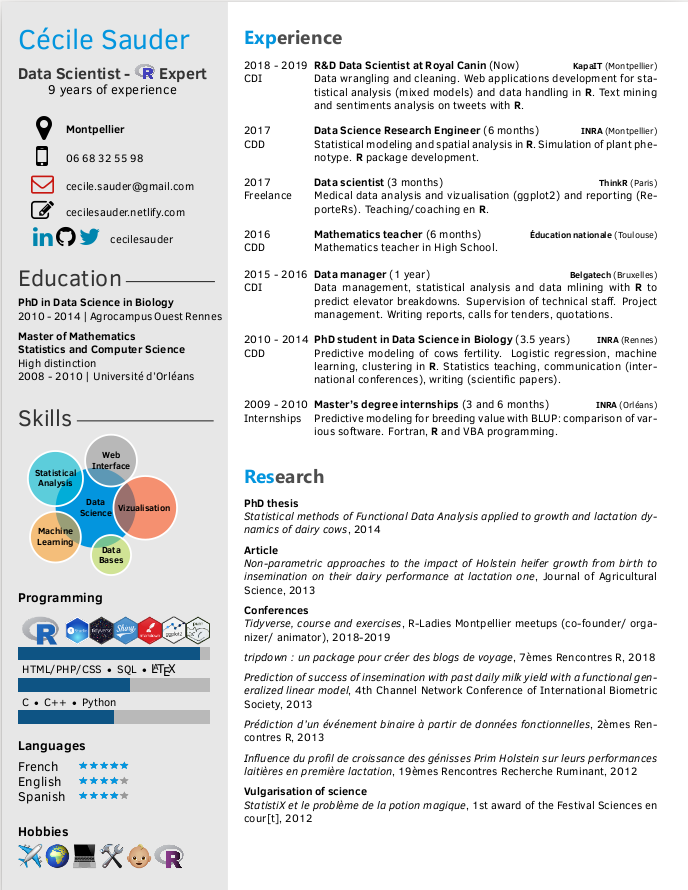 Cécile Sauder
Data Scientist - R Expert
9 years of experience
Montpellier
06 68 32 55 98
cecile.sauder@gmail.com
cecilesauder.netlify.com
in cecilesauder
Education
PhD in Data Science in Biology
2010 - 2014 | Agrocampus Ouest Rennes
Master of Mathematics
Statistics and Computer Science
High distinction
2008 - 2010 | Université d'Orléans
Skills
Web
Interface
Statistical
Analysis
Data
Science
Vizualisation
Machine
Learning
Data
Bases
Programming
R
HTML/PHP/CSS • SQL • LATEX
C • C++ • Python
Languages
French
English
Spanish
Hobbies
R
Experience
2018 - 2019 R&D Data Scientist at Royal Canin (Now) KapaIT (Montpellier)
CDI Data wrangling and cleaning. Web applications development for sta-
tistical analysis (mixed models) and data handling in R. Text mining
and sentiments analysis on tweets with R.
2017 Data Science Research Engineer (6 months) INRA (Montpellier)
CDD Statistical modeling and spatial analysis in R. Simulation of plant phe-
notype. R package development.
2017 Data scientist (3 months) ThinkR (Paris)
Freelance Medical data analysis and vizualisation (ggplot2) and reporting (Re-
porteRs). Teaching/coaching en R.
2016 Mathematics teacher (6 months) Éducation nationale (Toulouse)
CDD Mathematics teacher in High School.
2015 - 2016 Data manager (1 year) Belgatech (Bruxelles)
CDI Data management, statistical analysis and data mlining with R to
predict elevator breakdowns. Supervision of technical staff. Project
management. Writing reports, calls for tenders, quotations.
2010 - 2014 PhD student in Data Science in Biology (3.5 years) INRA (Rennes)
CDD Predictive modeling of cows fertility. Logistic regression, machine
learning, clustering in R. Statistics teaching, communication (inter-
national conferences), writing (scientific papers).
2009 - 2010 Master's degree internships (3 and 6 months) INRA (Orléans)
Internships Predictive modeling for breeding value with BLUP: comparison of var-
ious software. Fortran, R and VBA programming.
Research
PhD thesis
Statistical methods of Functional Data Analysis applied to growth and lactation dy-
namics of dairy cows, 2014
Article
Non-parametric approaches to the impact of Holstein heifer growth from birth to
insemination on their dairy performance at lactation one, Journal of Agricultural
Science, 2013
Conferences
Tidyverse, course and exercises, R-Ladies Montpellier meetups (co-founder/ orga-
nizer/ animator), 2018-2019
tripdown : un package pour créer des blogs de voyage, 7èmes Rencontres R, 2018
Prediction of success of insemination with past daily milk yield with a functional gen-
eralized linear model, 4th Channel Network Conference of International Biometric
Society, 2013
Prédiction d'un événement binaire à partir de données fonctionnelles, 2èmes Ren-
contres R, 2013
Influence du profil de croissance des génisses Prim Holstein sur leurs performances
laitières en première lactation, 19èmes Rencontres Recherche Ruminant, 2012
Vulgarisation of science
StatistiX et le problème de la potion magique, 1st award of the Festival Sciences en
cour[t], 2012